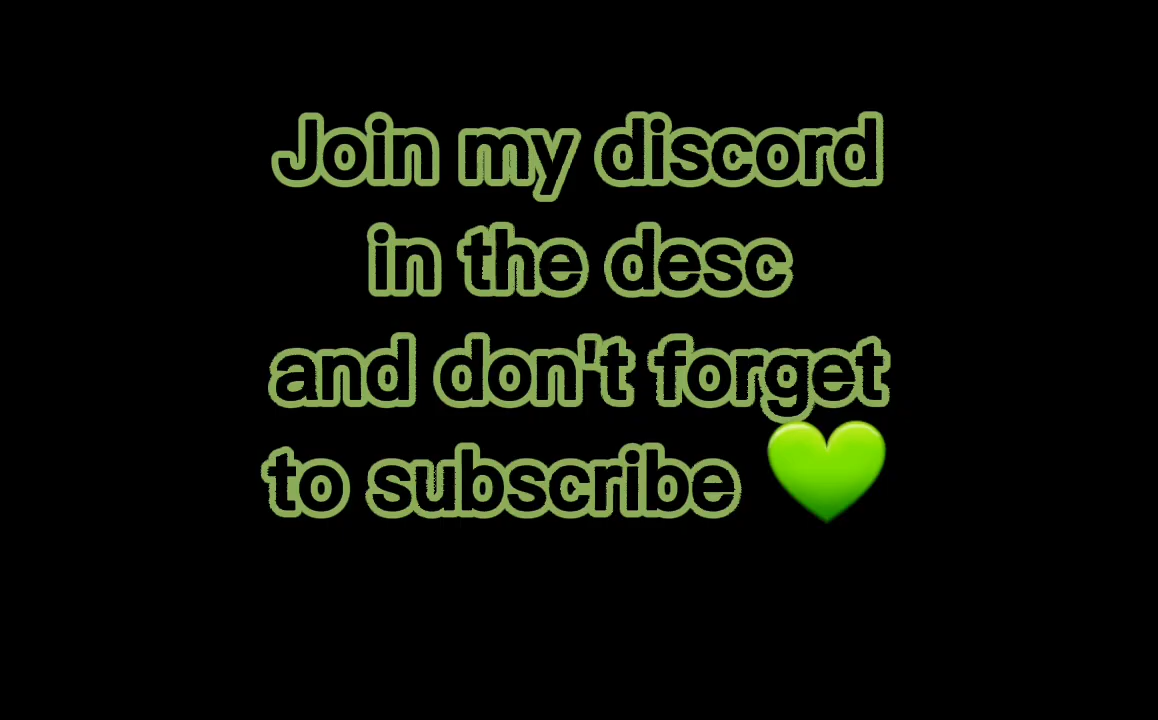 Join my discord
in the desc
and don't forget
to subscribe 💚